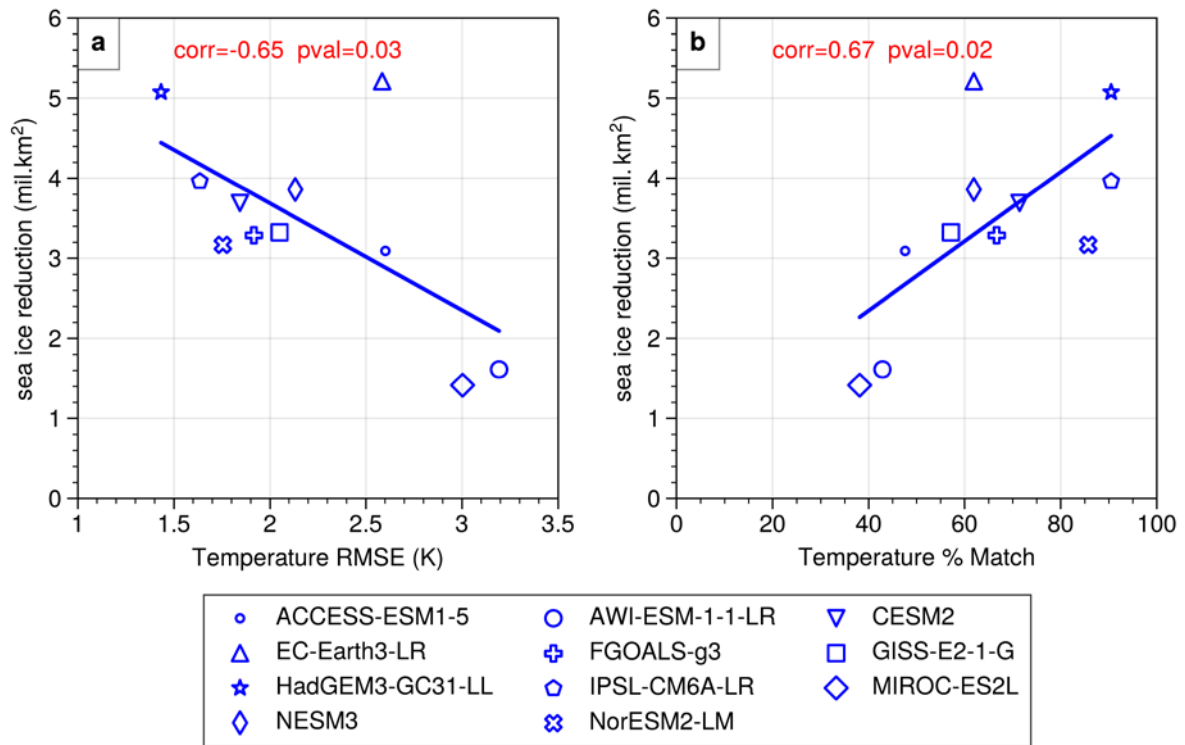 a
corr=-0.65 pval=0.03
sea ice reduction (mil.km²)
6
5
4
3
2
1
0
1
1.5
2
2.5
3
3.5
Temperature RMSE (K)
b
corr=0.67 pval=0.02
sea ice reduction (mil. km²)
6
5
4
3
2
1
0
0
20
40
60
80
100
Temperature % Match
ACCESS-ESM1-5
AWI-ESM-1-1-LR
CESM2
EC-Earth3-LR
FGOALS-g3
GISS-E2-1-G
HadGEM3-GC31-LL
IPSL-CM6A-LR
MIROC-ES2L
NESM3
NorESM2-LM